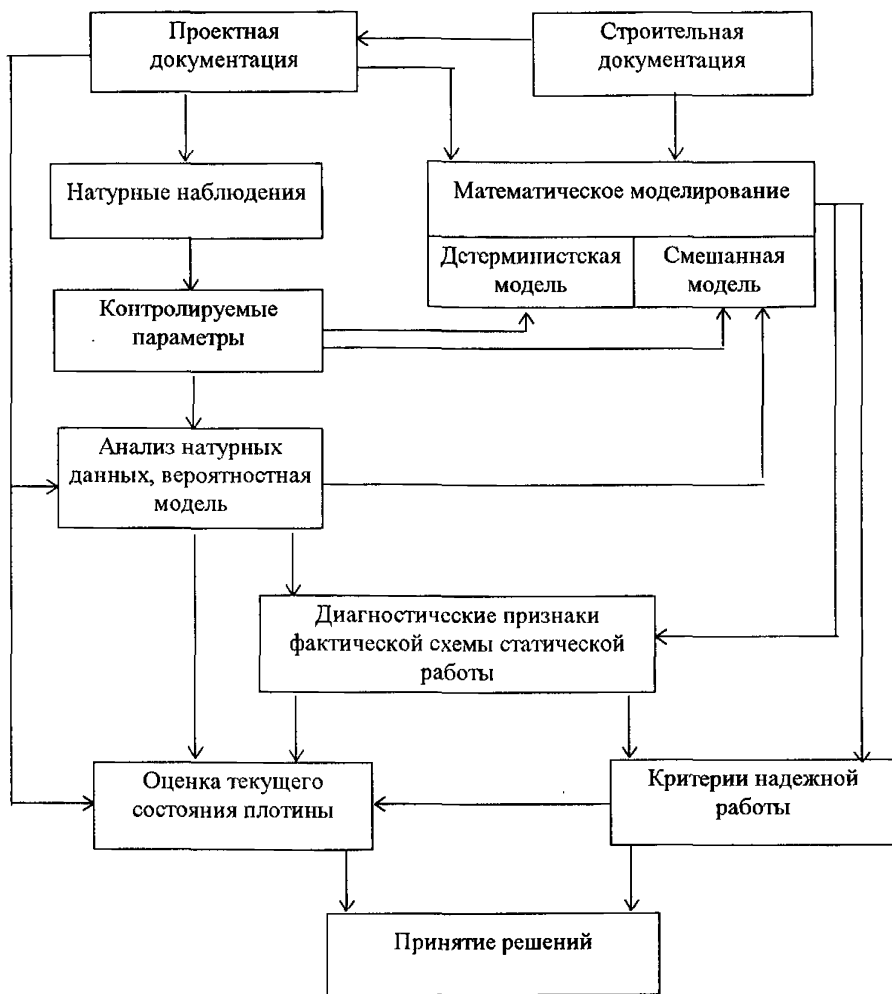 Проектная
документация
Строительная
документация
Натурные наблюдения
Математическое моделирование
Детерминистская
модель
Смешанная
модель
Контролируемые
параметры
Анализ натурных
данных, вероятностная
модель
Диагностические признаки
фактической схемы статической
работы
Оценка текущего
состояния плотины
Критерии надежной
работы
Принятие решений